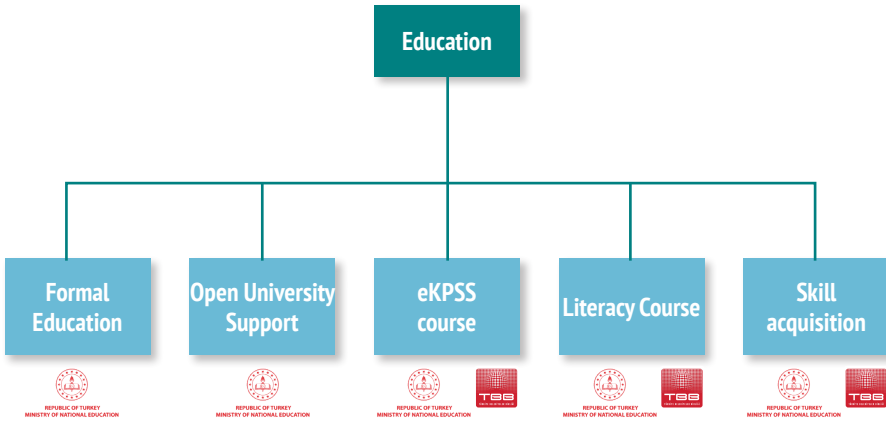 Education
Formal
Education
Open University
Support
eKPSS
course
Literacy Course
Skill
acquisition
REPUBLIC OF TURKEY
MINISTRY OF NATIONAL EDUCATION
REPUBLIC OF TURKEY
MINISTRY OF NATIONAL EDUCATION
REPUBLIC OF TURKEY
MINISTRY OF NATIONAL EDUCATION
TBB
REPUBLIC OF TURKEY
MINISTRY OF NATIONAL EDUCATION
TBB
REPUBLIC OF TURKEY
MINISTRY OF NATIONAL EDUCATION
TBB